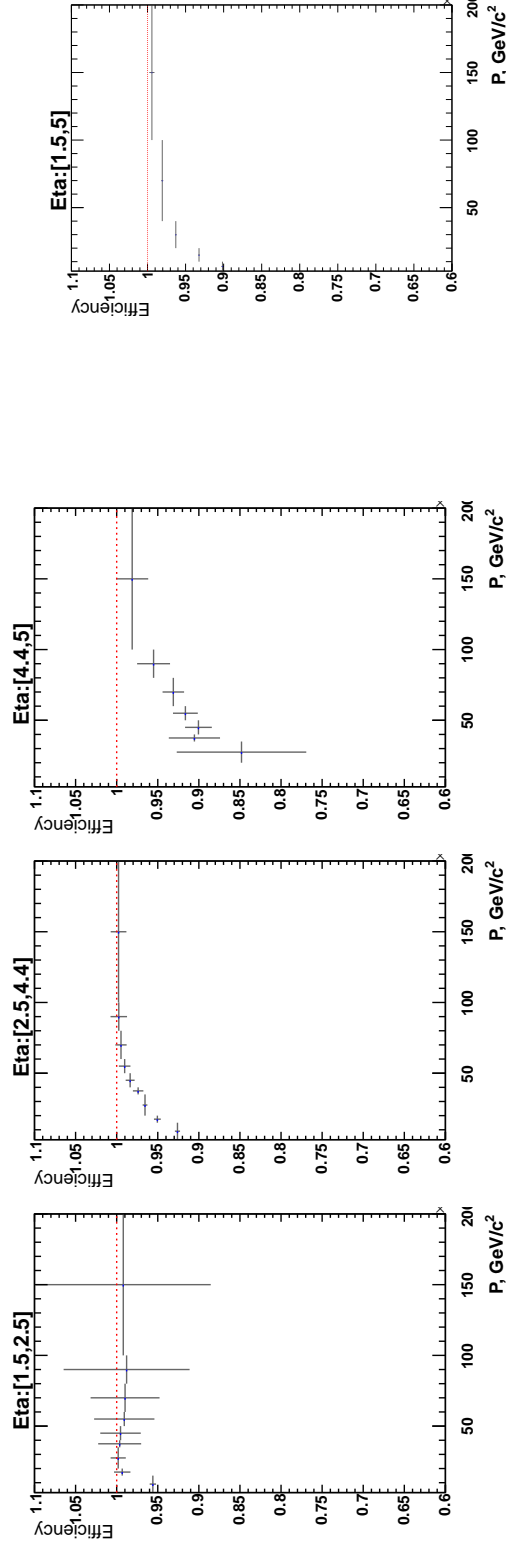 Eta:[1.5,2.5]
Efficiency
1.1
1.05
1
0.95
0.9
0.85
0.8
0.75
0.7
0.65
0.6
50 100 150
P, GeV/c²
Eta:[2.5,4.4]
Efficiency
1.1
1.05
1
0.95
0.9
0.85
0.8
0.75
0.7
0.65
0.6
50 100 150
P, GeV/c²
Eta:[4.4,5]
Efficiency
1.1
1.05
1
0.95
0.9
0.85
0.8
0.75
0.7
0.65
0.6
50 100 150
P, GeV/c²
Eta:[1.5,5]
Efficiency
1.1
1.05
1
0.95
0.9
0.85
0.8
0.75
0.7
0.65
0.6
50 100 150
P, GeV/c²